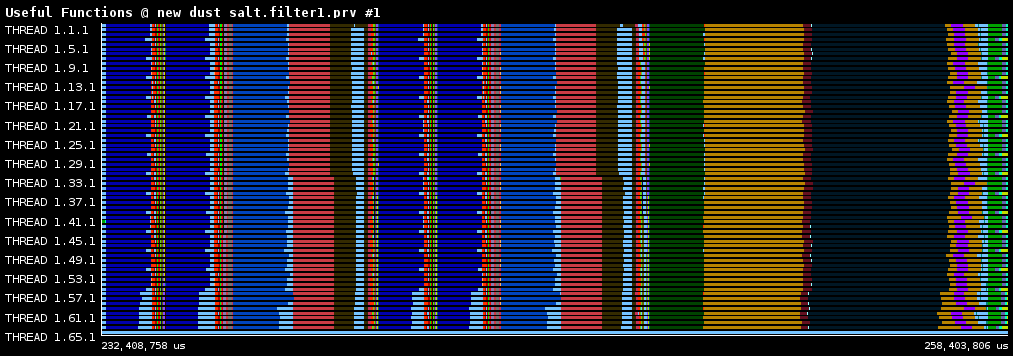 Useful Functions @ new dust salt.filter1.prv #1
THREAD 1.1.1
THREAD 1.5.1
THREAD 1.9.1
THREAD 1.13.1
THREAD 1.17.1
THREAD 1.21.1
THREAD 1.25.1
THREAD 1.29.1
THREAD 1.33.1
THREAD 1.37.1
THREAD 1.41.1
THREAD 1.45.1
THREAD 1.49.1
THREAD 1.53.1
THREAD 1.57.1
THREAD 1.61.1
THREAD 1.65.1
232,408,758 us 258,403,806 us